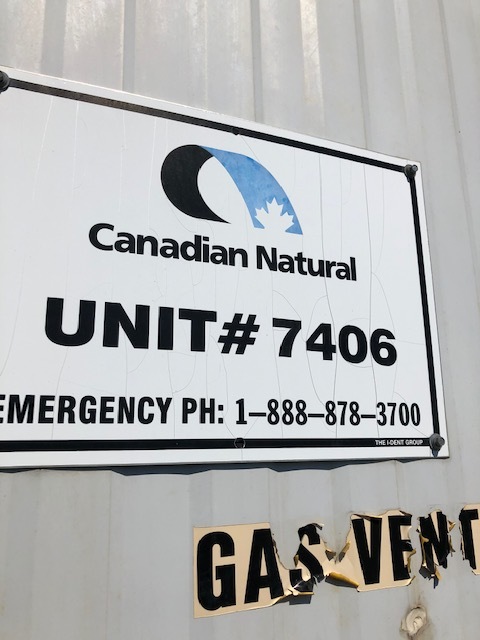 Canadian Natural
UNIT# 7406
EMERGENCY PH: 1-888-878-3700
THE I-DENT GROUP
GAS VENT